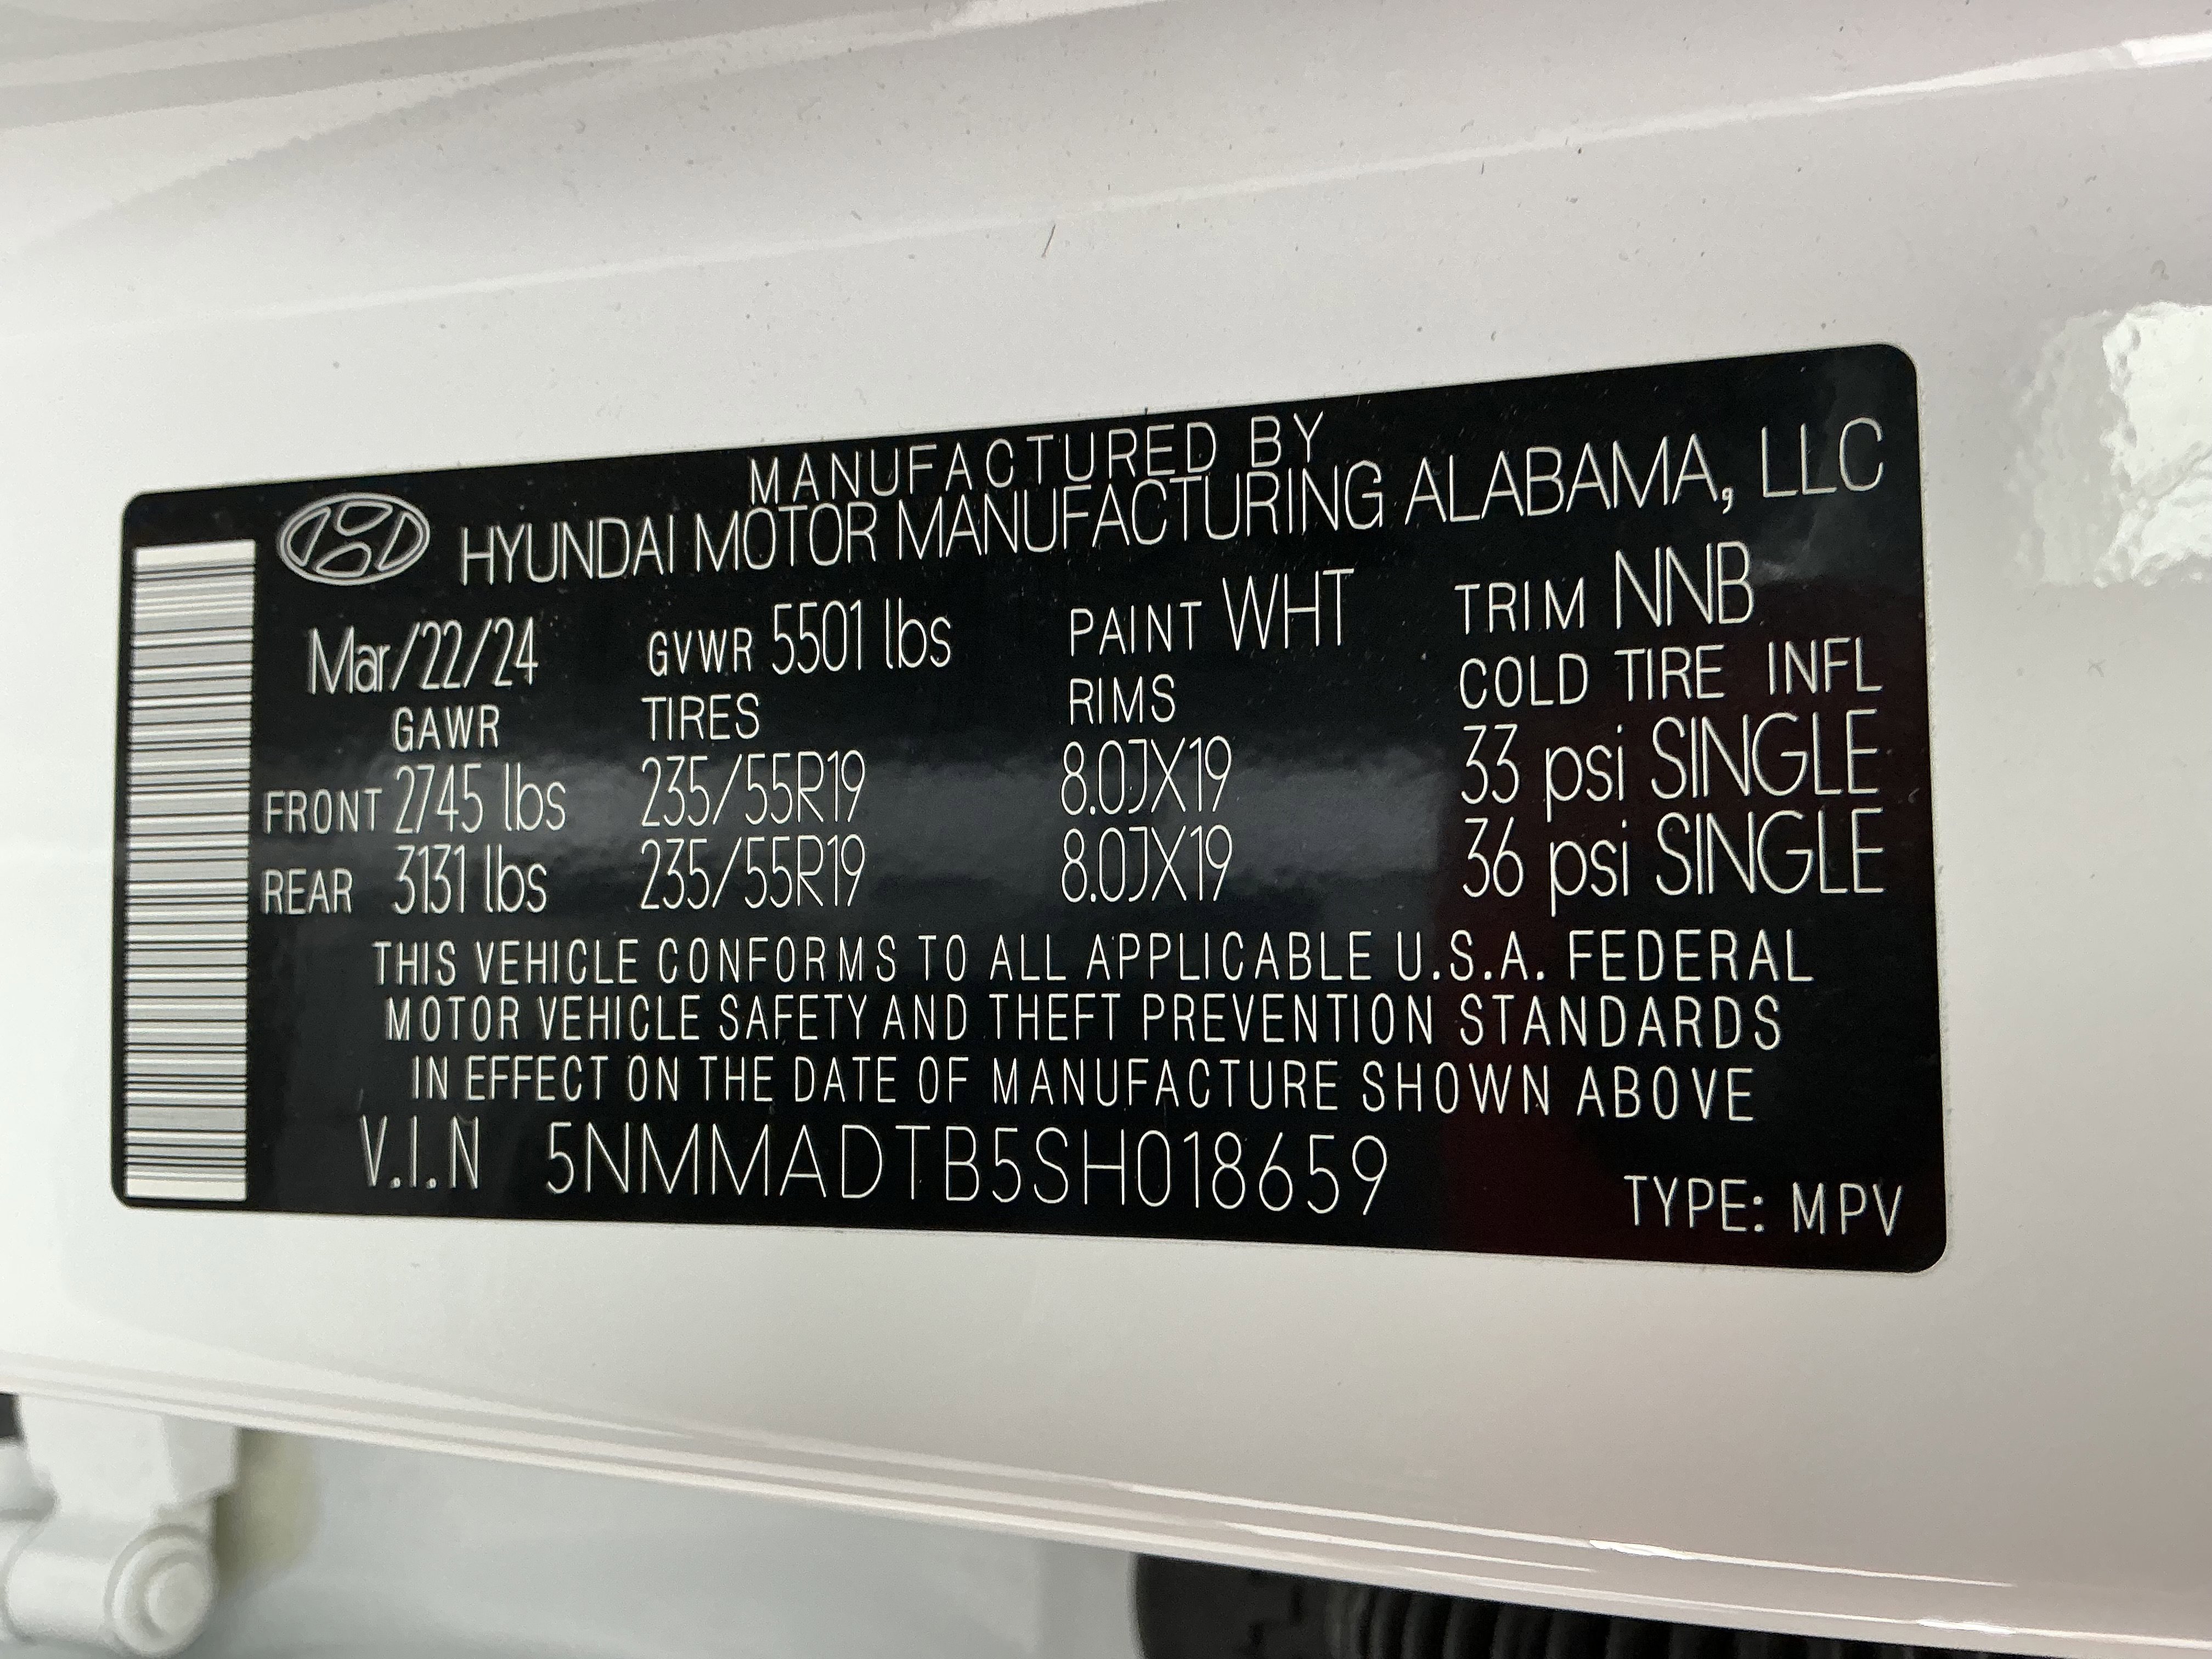 MANUFACTURED BY
HYUNDAI MOTOR MANUFACTURING ALABAMA, LLC
Mar/22/24 GVWR 5501 lbs PAINT WHT TRIM NNB
GAWR TIRES RIMS COLD TIRE INFL
FRONT 2745 lbs 235/55R19 8.0JX19 33 psi SINGLE
REAR 3131 lbs 235/55R19 8.0JX19 36 psi SINGLE
THIS VEHICLE CONFORMS TO ALL APPLICABLE U.S.A. FEDERAL
MOTOR VEHICLE SAFETY AND THEFT PREVENTION STANDARDS
IN EFFECT ON THE DATE OF MANUFACTURE SHOWN ABOVE
V.I.N 5NMMADTB5SH018659
TYPE: MPV